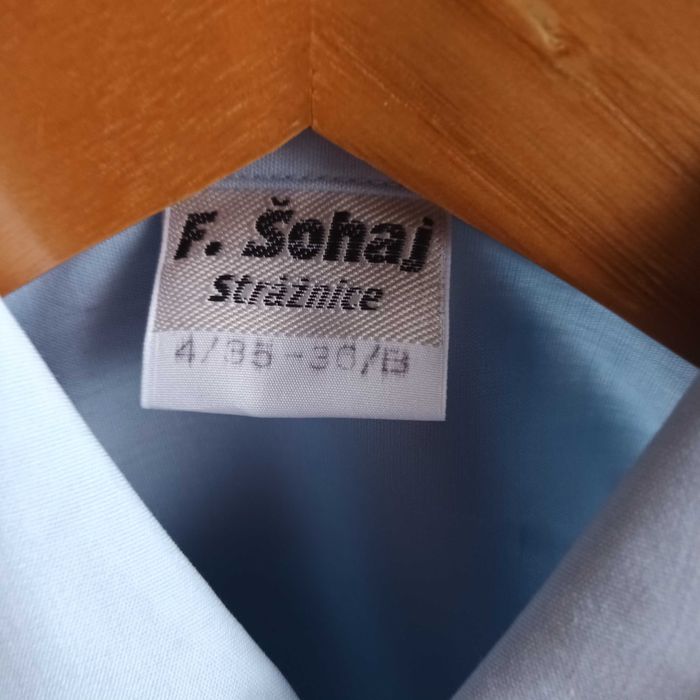 F. Šohaj
Strážnice
4/35-36/B